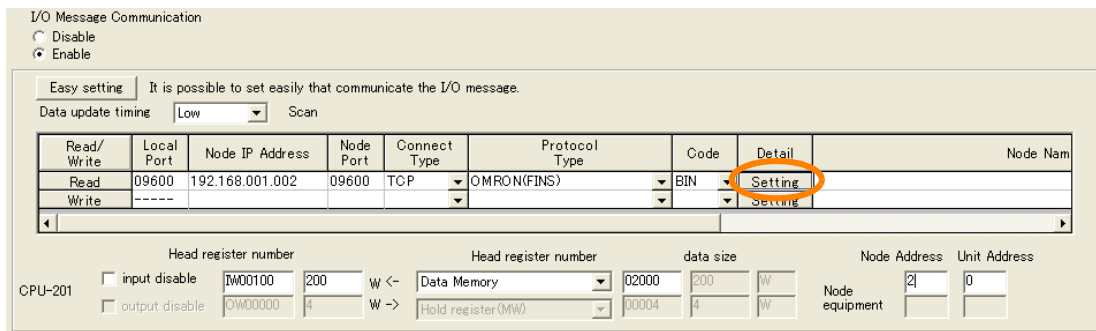 I/O Message Communication
Disable
Enable
Easy setting It is possible to set easily that communicate the I/O message.
Data update timing Low Scan
Read/ Write Local Port Node IP Address Node Port Connect Type Protocol Type Code Detail Node Nam
Read 09600 192.168.001.002 09600 TCP OMRON(FINS) BIN Setting
Write ----- Setting
Head register number Head register number data size Node Address Unit Address
CPU-201 input disable IW00100 200 W <- Data Memory 02000 200 W Node equipment 2 0
output disable OW00000 4 W -> Hold register(MW) 00004 4 W